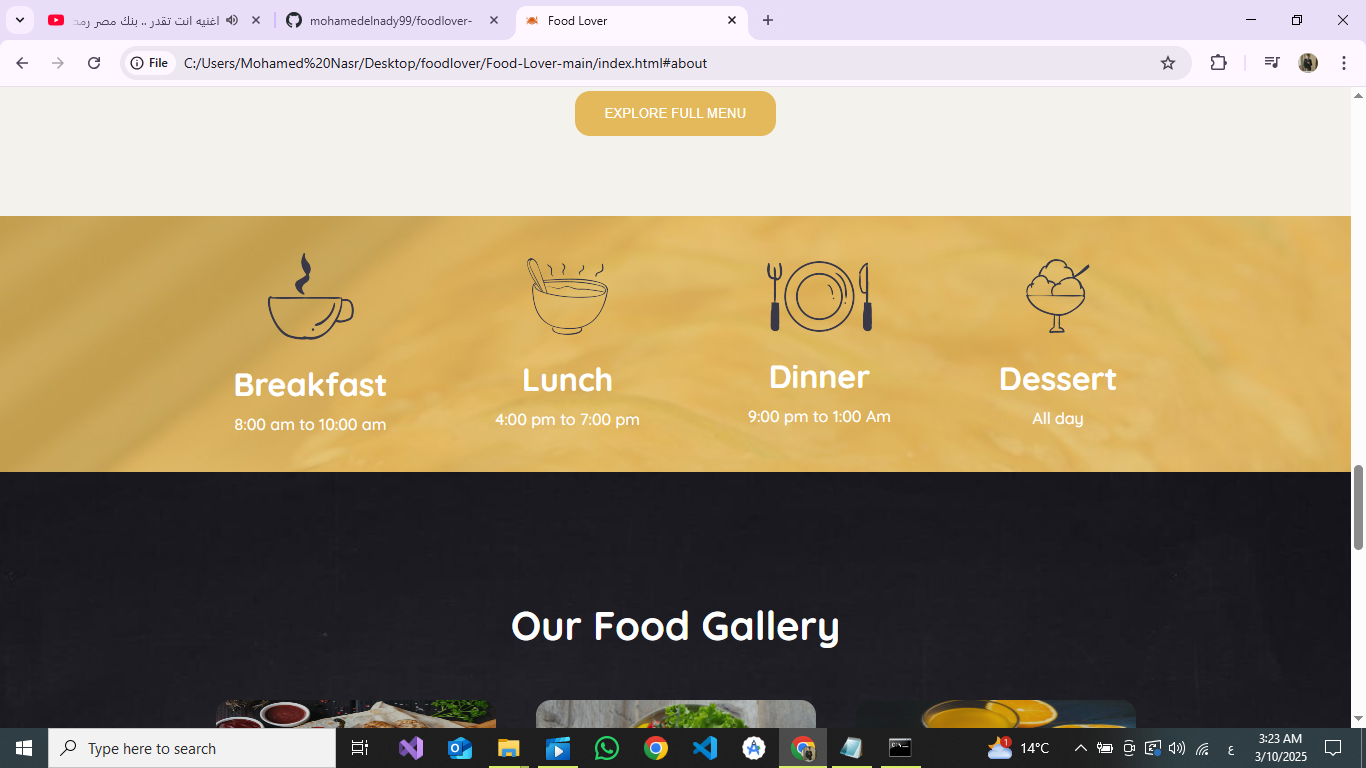 اغنيه انت تقدر .. بنك مصر رمض
mohamedelnady99/foodlover-
Food Lover
File
C:/Users/Mohamed%20Nasr/Desktop/foodlover/Food-Lover-main/index.html#about
EXPLORE FULL MENU
Breakfast
8:00 am to 10:00 am
Lunch
4:00 pm to 7:00 pm
Dinner
9:00 pm to 1:00 Am
Dessert
All day
Our Food Gallery
Type here to search
1
14°C
ع
3:23 AM
3/10/2025